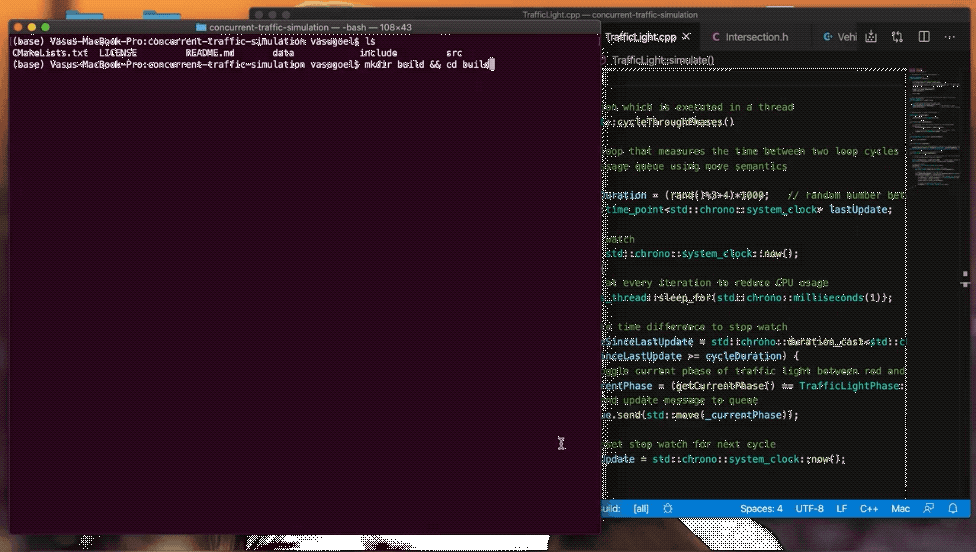 TrafficLight.cpp — concurrent-traffic-simulation
concurrent-traffic-simulation — -bash — 108×43
(base) Vasus-MacBook-Pro:concurrent-traffic-simulation vasugoel$ ls
CMakeLists.txt LICENSE README.md data include src
(base) Vasus-MacBook-Pro:concurrent-traffic-simulation vasugoel$ mkdir build && cd build
TrafficLight.cpp Intersection.h Vehi
TrafficLight::simulate()
on which is executed in a thread
::cycleThroughPhases()
op that measures the time between two loop cycles
sage queue using move semantics
uration = (rand()%3+4)*1000; // random number bet
time_point<std::chrono::system_clock> lastUpdate;
watch
std::chrono::system_clock::now();
at every iteration to reduce CPU usage
thread::sleep_for(std::chrono::milliseconds(1));
e time difference to stop watch
inceLastUpdate = std::chrono::duration_cast<std::c
nceLastUpdate >= cycleDuration) {
ggle current phase of traffic light between red and
entPhase = (getCurrentPhase() == TrafficLightPhase:
nd update message to queue
e.send(std::move(_currentPhase));
et stop watch for next cycle
pdate = std::chrono::system_clock::now();
uild: [all] Spaces: 4 UTF-8 LF C++ Mac